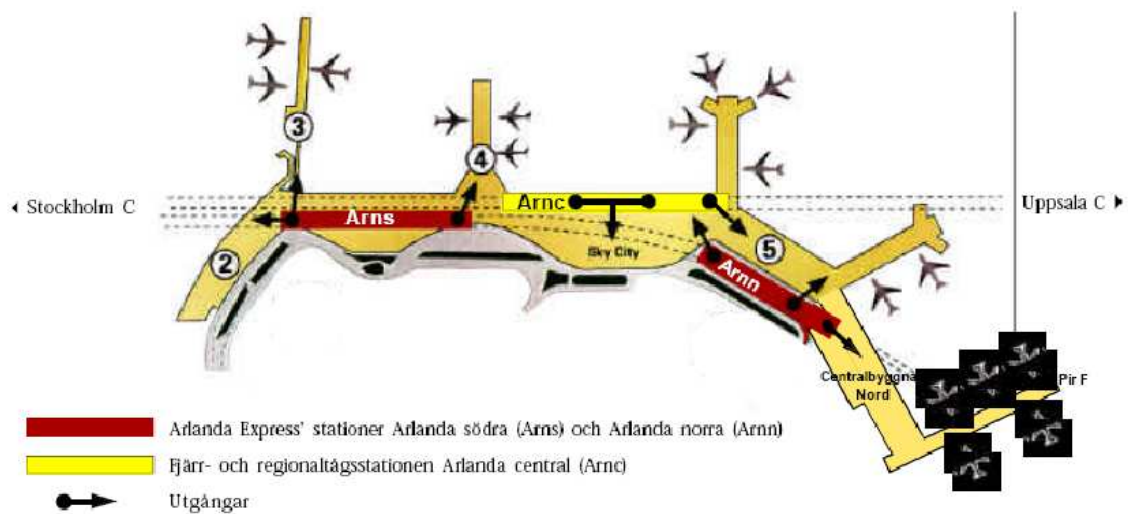 3
4
◂ Stockholm C
Arns
Arnc
Uppsala C ▸
Sky City
5
2
Arnn
Centralbyggna
Nord
Pir F
Arlanda Express' stationer Arlanda södra (Arns) och Arlanda norra (Arnn)
Fjärr- och regionaltågsstationen Arlanda central (Arnc)
Utgångar